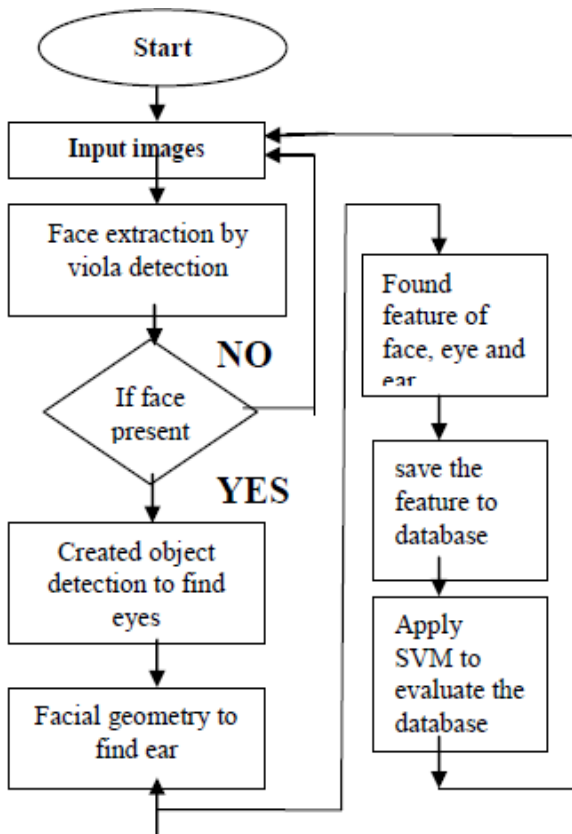 Start
Input images
Face extraction by
viola detection
NO
If face
present
YES
Created object
detection to find
eyes
Facial geometry to
find ear
Found
feature of
face, eye and
ear
save the
feature to
database
Apply
SVM to
evaluate the
database